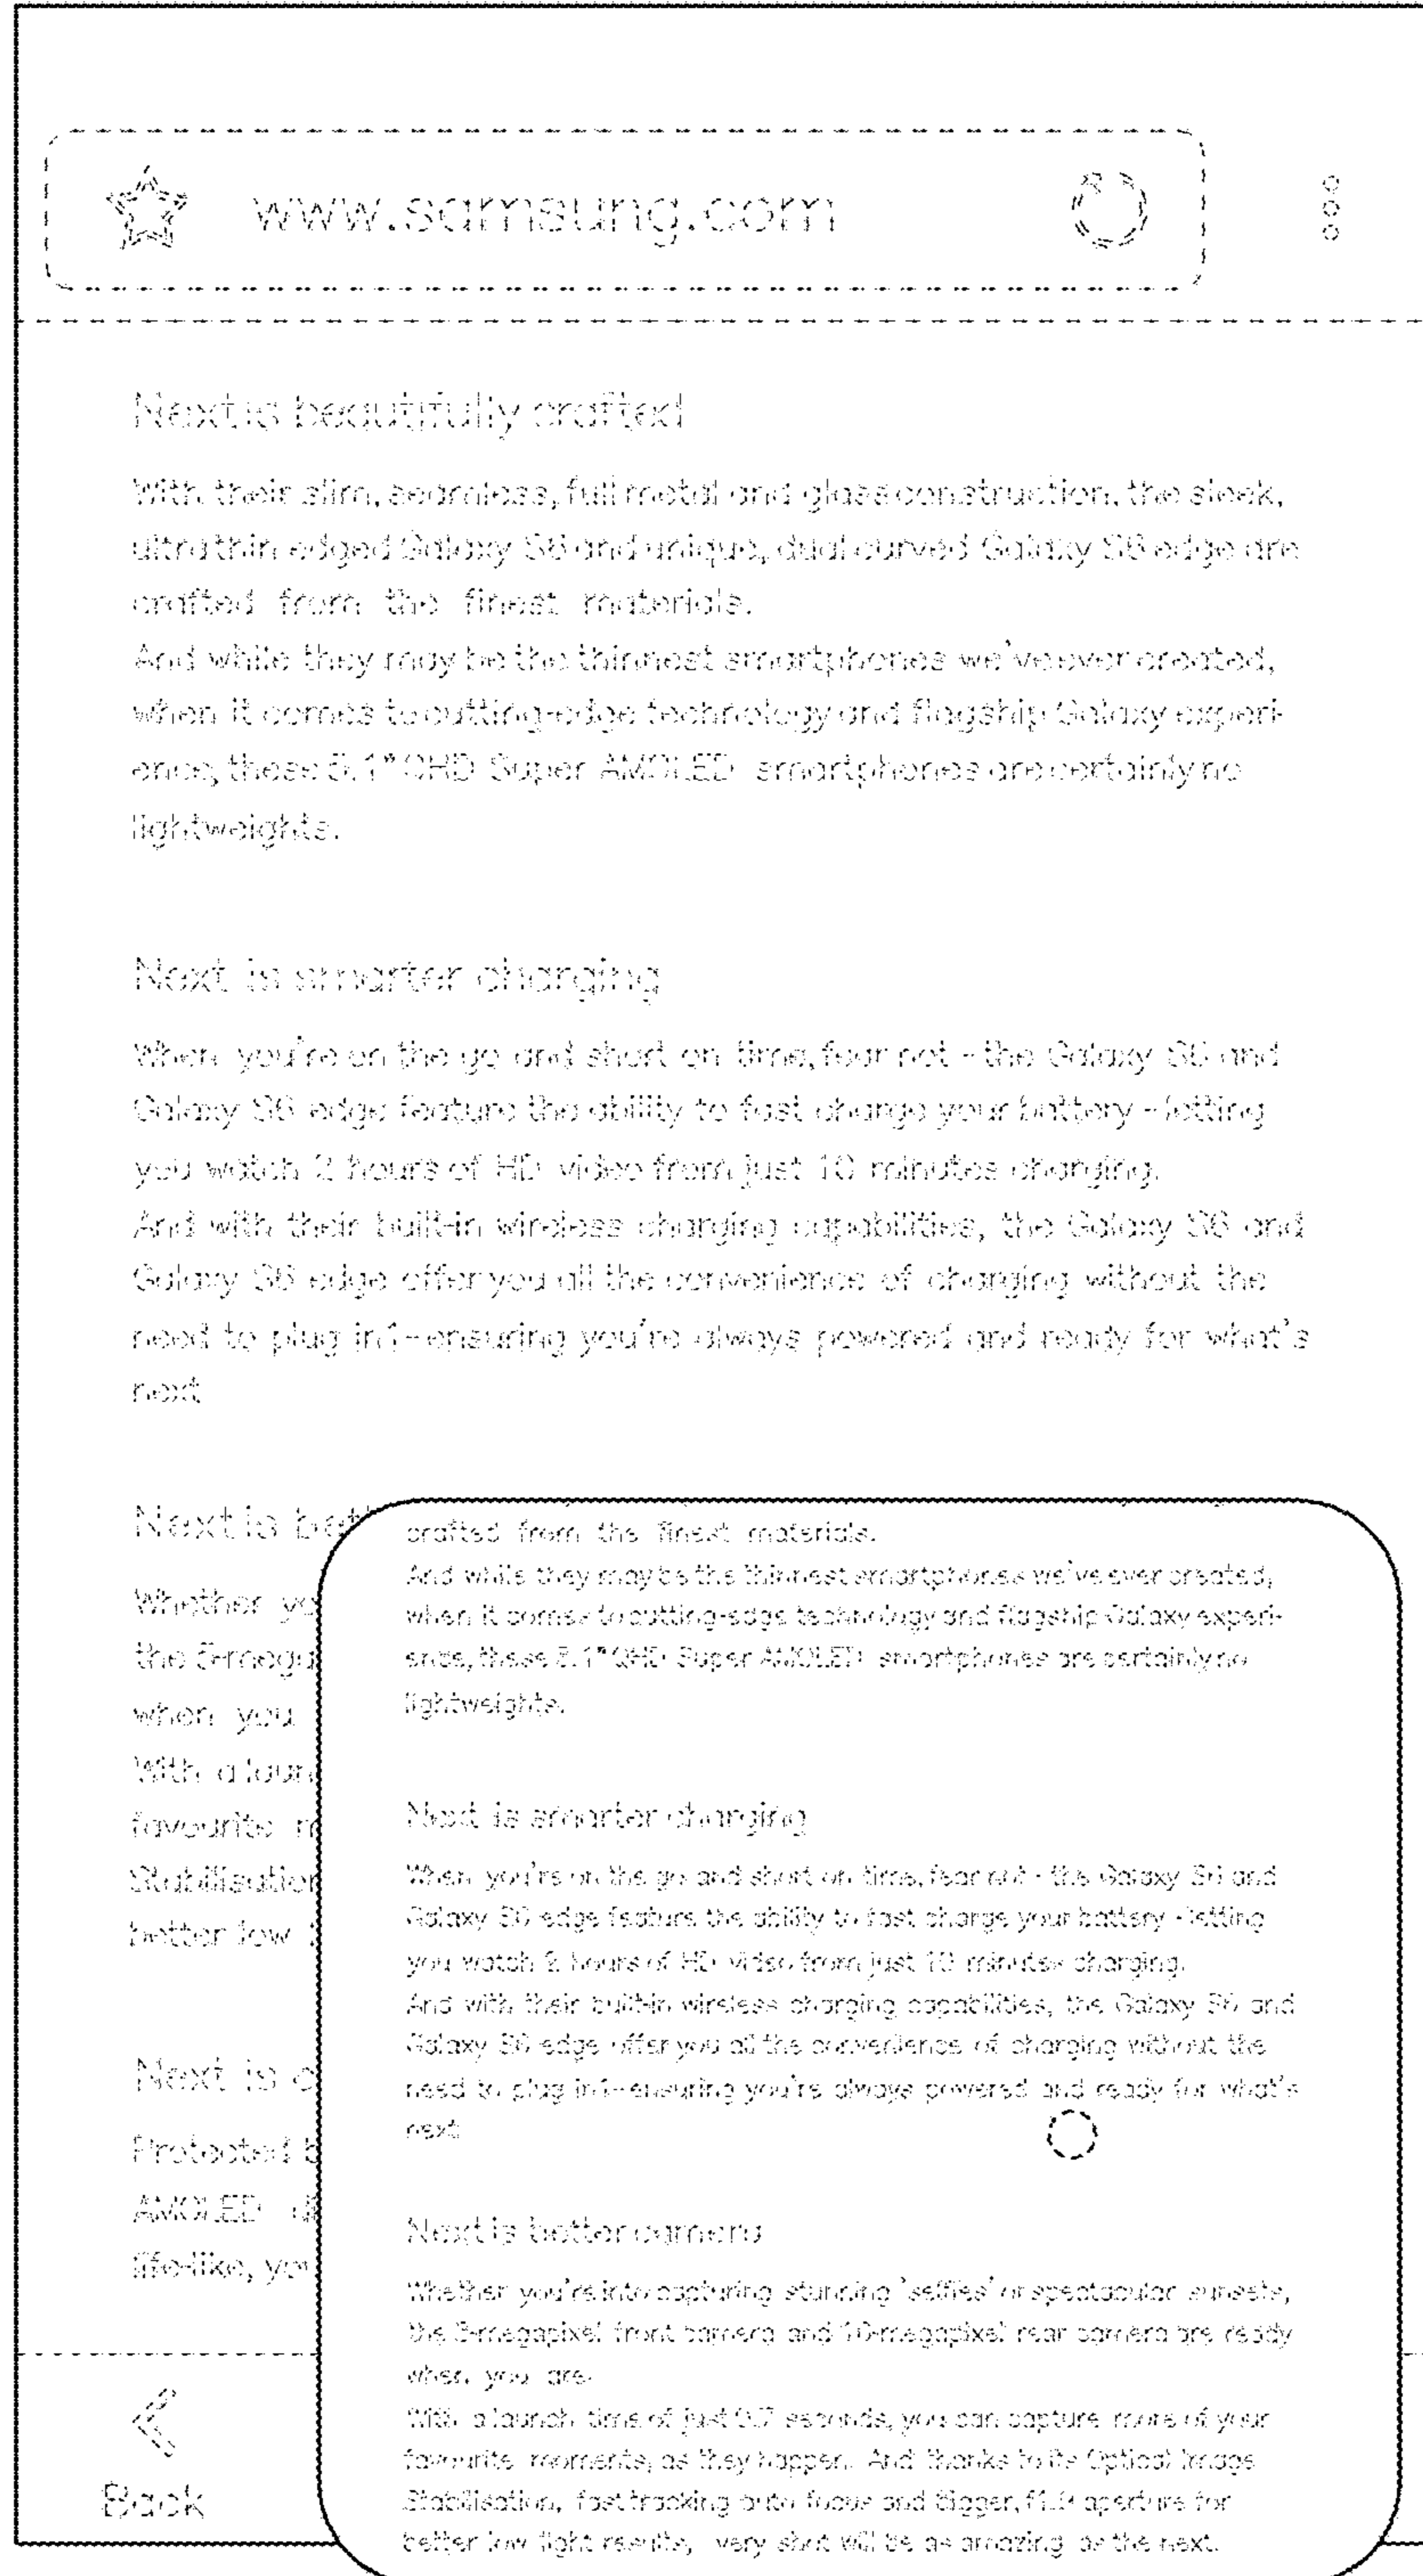 www.samsung.com
Next is beautifully crafted
With their slim, seamless, full metal and glass construction, the sleek,
ultra thin edged Galaxy S6 and unique, dual curved Galaxy S6 edge are
crafted from the finest materials.
And while they may be the thinnest smartphones we've ever created,
when it comes to cutting-edge technology and flagship Galaxy experi-
ence, these 5.1" QHD Super AMOLED smartphones are certainly no
lightweights.
Next is smarter charging
When you're on the go and short on time, fear not - the Galaxy S6 and
Galaxy S6 edge feature the ability to fast charge your battery - letting
you watch 2 hours of HD video from just 10 minutes charging.
And with their built-in wireless charging capabilities, the Galaxy S6 and
Galaxy S6 edge offer you all the convenience of charging without the
need to plug in1 - ensuring you're always powered and ready for what's
next
Next is bet
Whether yo
the 5-mega
when you
With a laun
favourite m
Stabilisation
better low
Next is c
Protected b
AMOLED di
life-like, you
Back
crafted from the finest materials.
And while they may be the thinnest smartphones we've ever created,
when it comes to cutting-edge technology and flagship Galaxy experi-
ence, these 5.1" QHD Super AMOLED smartphones are certainly no
lightweights.
Next is smarter charging
When you're on the go and short on time, fear not - the Galaxy S6 and
Galaxy S6 edge feature the ability to fast charge your battery - letting
you watch 2 hours of HD video from just 10 minutes charging.
And with their built-in wireless charging capabilities, the Galaxy S6 and
Galaxy S6 edge offer you all the convenience of charging without the
need to plug in1 - ensuring you're always powered and ready for what's
next
Next is better camera
Whether you're into capturing stunning 'selfies' or spectacular sunsets,
the 5-megapixel front camera and 16-megapixel rear camera are ready
when you are.
With a launch time of just 0.7 seconds, you can capture more of your
favourite moments, as they happen. And thanks to its Optical Image
Stabilisation, fast tracking auto focus and bigger, f1.9 aperture for
better low light results, very shot will be as amazing as the next.